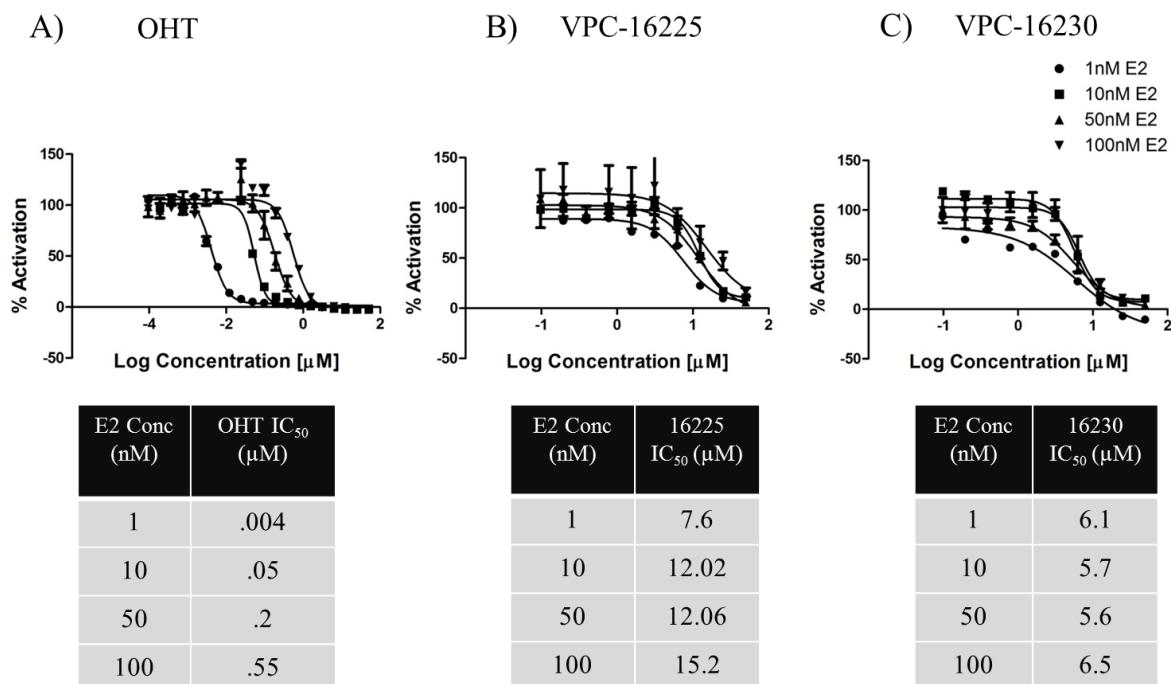 A) OHT
B) VPC-16225
C) VPC-16230
1nM E2
10nM E2
50nM E2
100nM E2
% Activation
150
100
50
0
-50
-4
-2
0
2
Log Concentration [µM]
% Activation
150
100
50
0
-50
-1
0
1
2
Log Concentration [µM]
% Activation
150
100
50
0
-50
-1
0
1
2
Log Concentration [µM]
E2 Conc (nM)
OHT IC50 (µM)
1 .004
10 .05
50 .2
100 .55
E2 Conc (nM)
16225 IC50 (µM)
1 7.6
10 12.02
50 12.06
100 15.2
E2 Conc (nM)
16230 IC50 (µM)
1 6.1
10 5.7
50 5.6
100 6.5